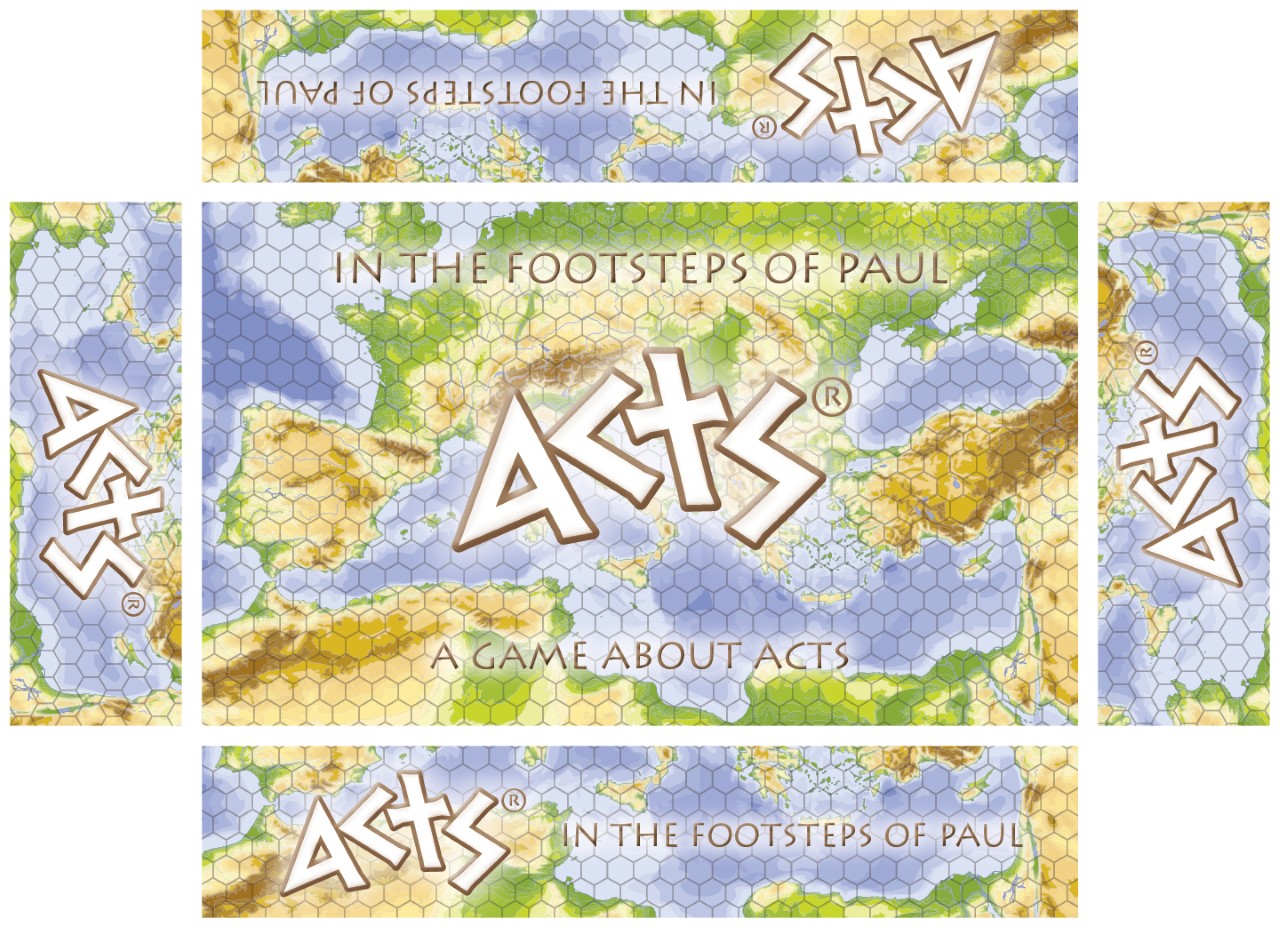 IN THE FOOTSTEPS OF PAUL
ACTS®
ACTS®
IN THE FOOTSTEPS OF PAUL
ACTS®
A GAME ABOUT ACTS
ACTS®
ACTS®
IN THE FOOTSTEPS OF PAUL